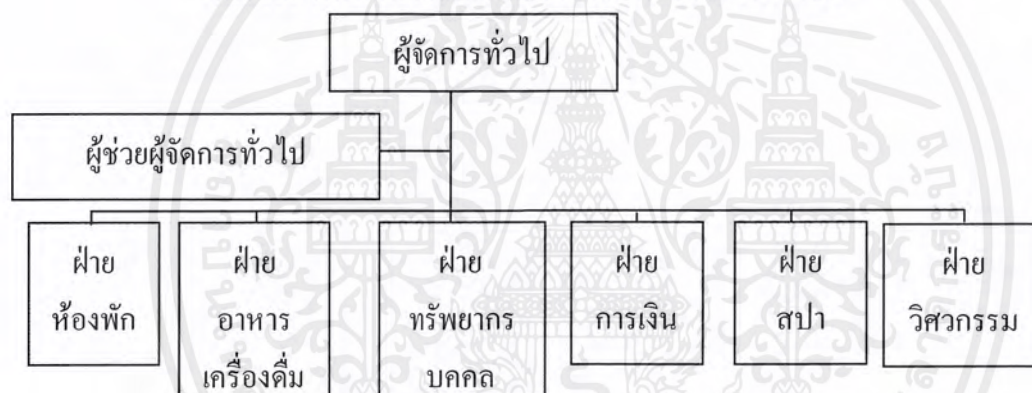 ผู้จัดการทั่วไป
ผู้ช่วยผู้จัดการทั่วไป
ฝ่าย
ห้องพัก
ฝ่าย
อาหาร
เครื่องดื่ม
ฝ่าย
ทรัพยากร
บุคคล
ฝ่าย
การเงิน
ฝ่าย
สปา
ฝ่าย
วิศวกรรม